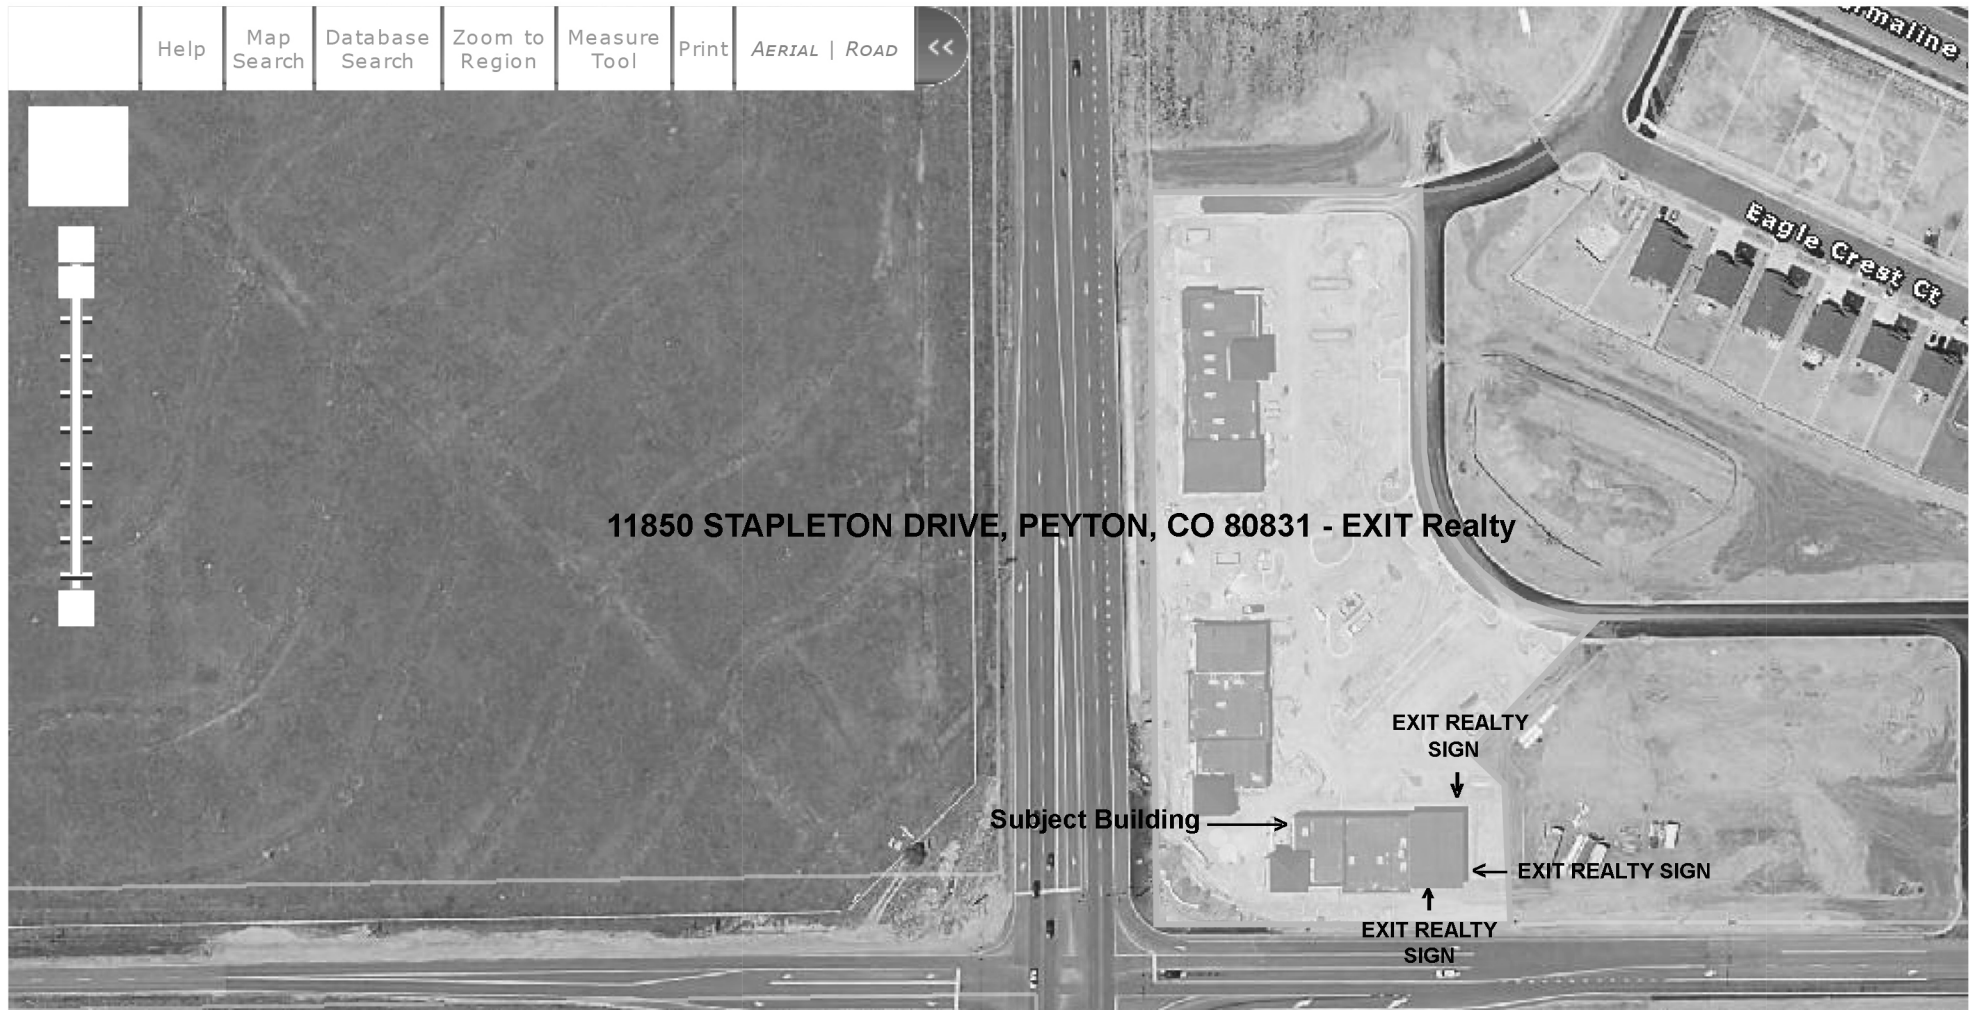 Help
Map
Search
Database
Search
Zoom to
Region
Measure
Tool
Print
AERIAL | ROAD
<<
rmaline
Eagle Crest Ct
11850 STAPLETON DRIVE, PEYTON, CO 80831 - EXIT Realty
EXIT REALTY
SIGN
Subject Building
EXIT REALTY SIGN
EXIT REALTY
SIGN